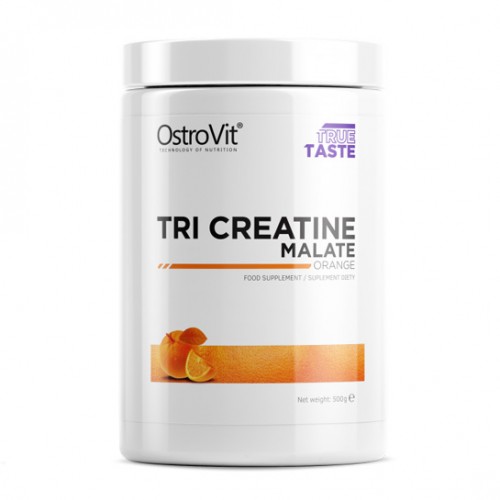 OstroVit®
TECHNOLOGY OF NUTRITION
TRUE
TASTE
TRI CREATINE
MALATE
ORANGE
FOOD SUPPLEMENT / SUPLEMENT DIETY
Net weight: 500g ℮